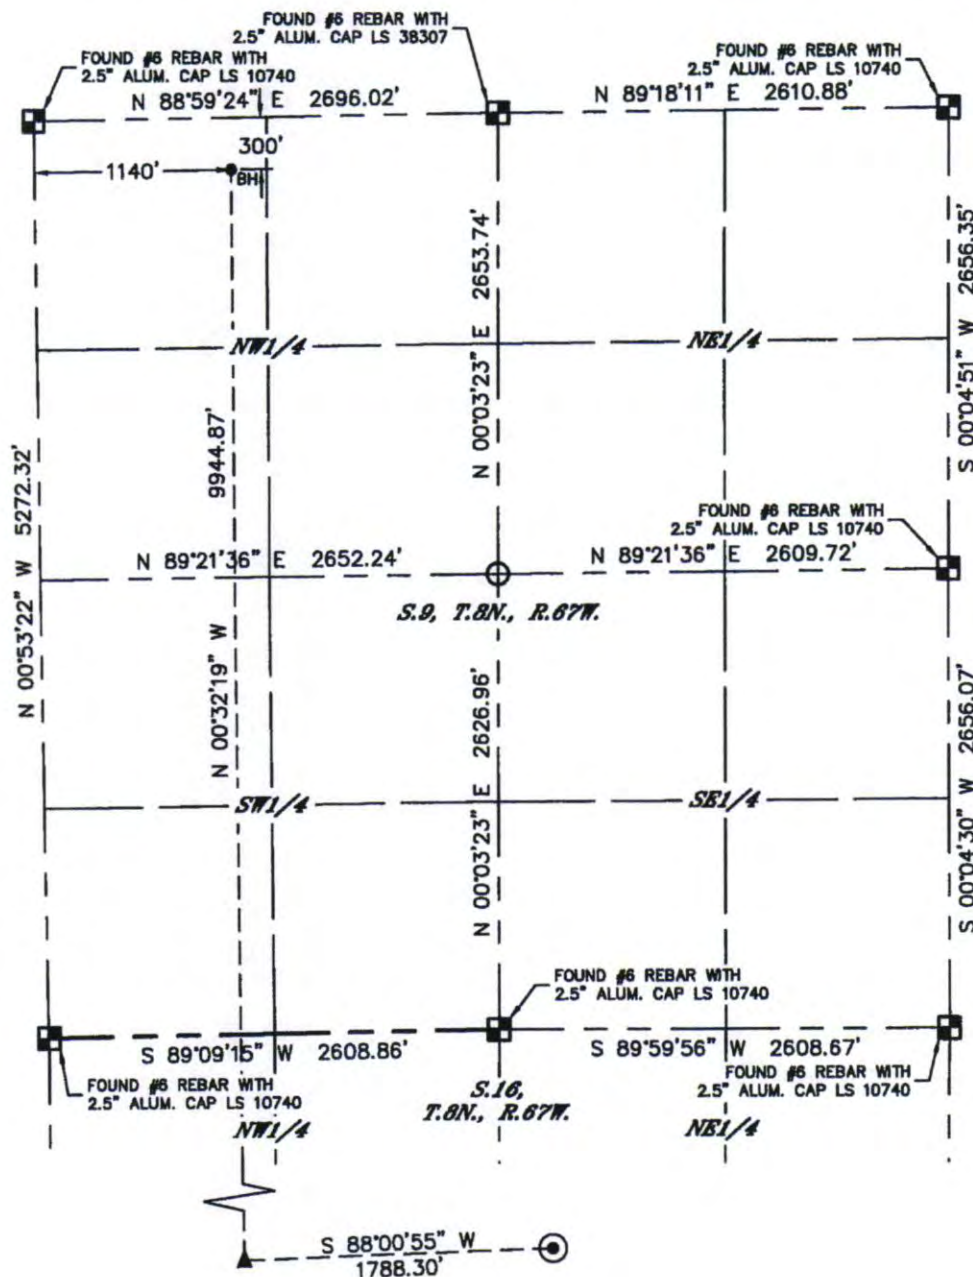 FOUND #6 REBAR WITH
2.5" ALUM. CAP LS 38307
FOUND #6 REBAR WITH
2.5" ALUM. CAP LS 10740
FOUND #6 REBAR WITH
2.5" ALUM. CAP LS 10740
N 88°59'24" E 2696.02'
N 89°18'11" E 2610.88'
300'
1140'
BH
N 00°03'23" E 2653.74'
S 00°04'51" W 2656.35'
NW1/4
NE1/4
9944.87'
N 00°53'22" W 5272.32'
FOUND #6 REBAR WITH
2.5" ALUM. CAP LS 10740
N 89°21'36" E 2652.24'
N 89°21'36" E 2609.72'
S.9, T.8N., R.67W.
N 00°32'19" W
N 00°03'23" E 2626.96'
S 00°04'30" W 2656.07'
SW1/4
SE1/4
FOUND #6 REBAR WITH
2.5" ALUM. CAP LS 10740
S 89°09'15" W 2608.86'
S 89°59'56" W 2608.67'
FOUND #6 REBAR WITH
2.5" ALUM. CAP LS 10740
FOUND #6 REBAR WITH
2.5" ALUM. CAP LS 10740
S.16,
T.8N., R.67W.
NW1/4
NE1/4
S 88°00'55" W
1788.30'